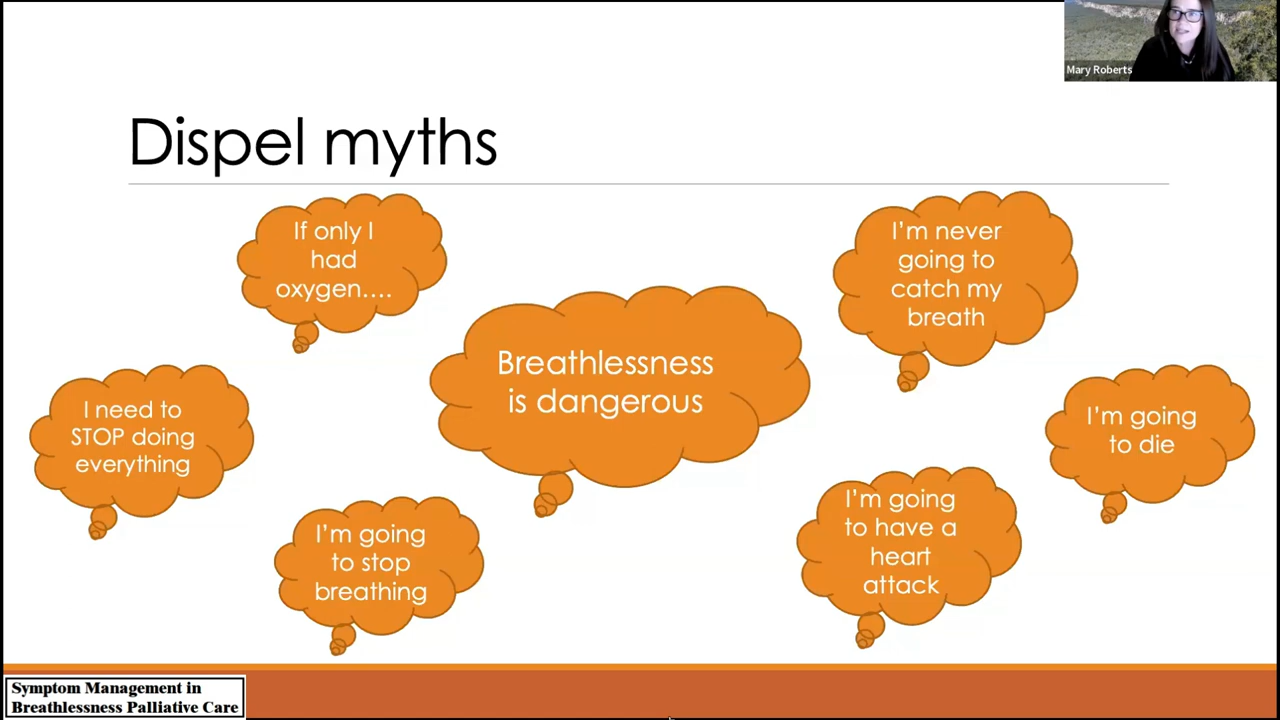 Mary Roberts
Dispel myths
If only I
had
oxygen....
I'm never
going to
catch my
breath
Breathlessness
is dangerous
I need to
STOP doing
everything
I'm going
to die
I'm going
to stop
breathing
I'm going
to have a
heart
attack
Symptom Management in
Breathlessness Palliative Care